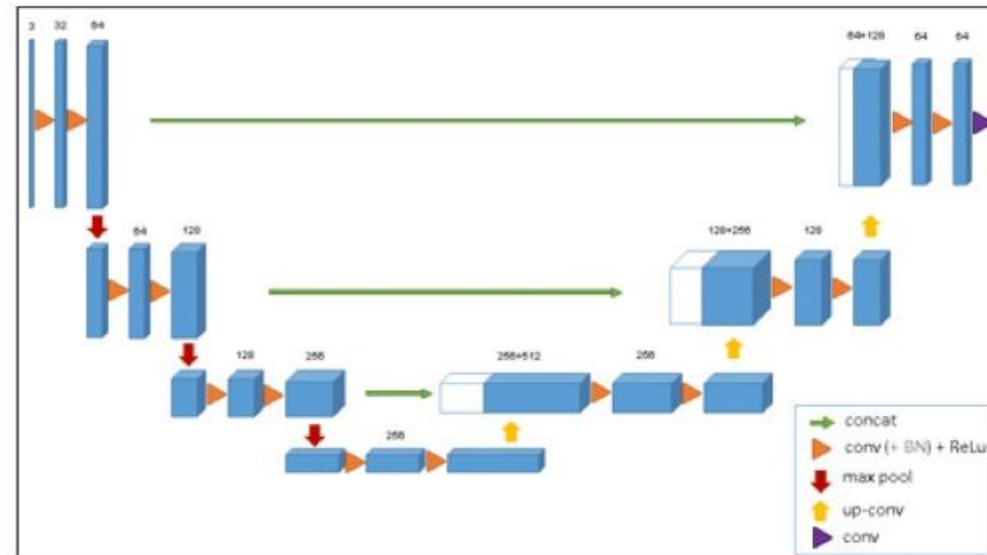 3 32 64
64+128 64 64
64 128
128+256 128
128 256
256+512 256
256
concat
conv (+ BN) + ReLu
max pool
up-conv
conv